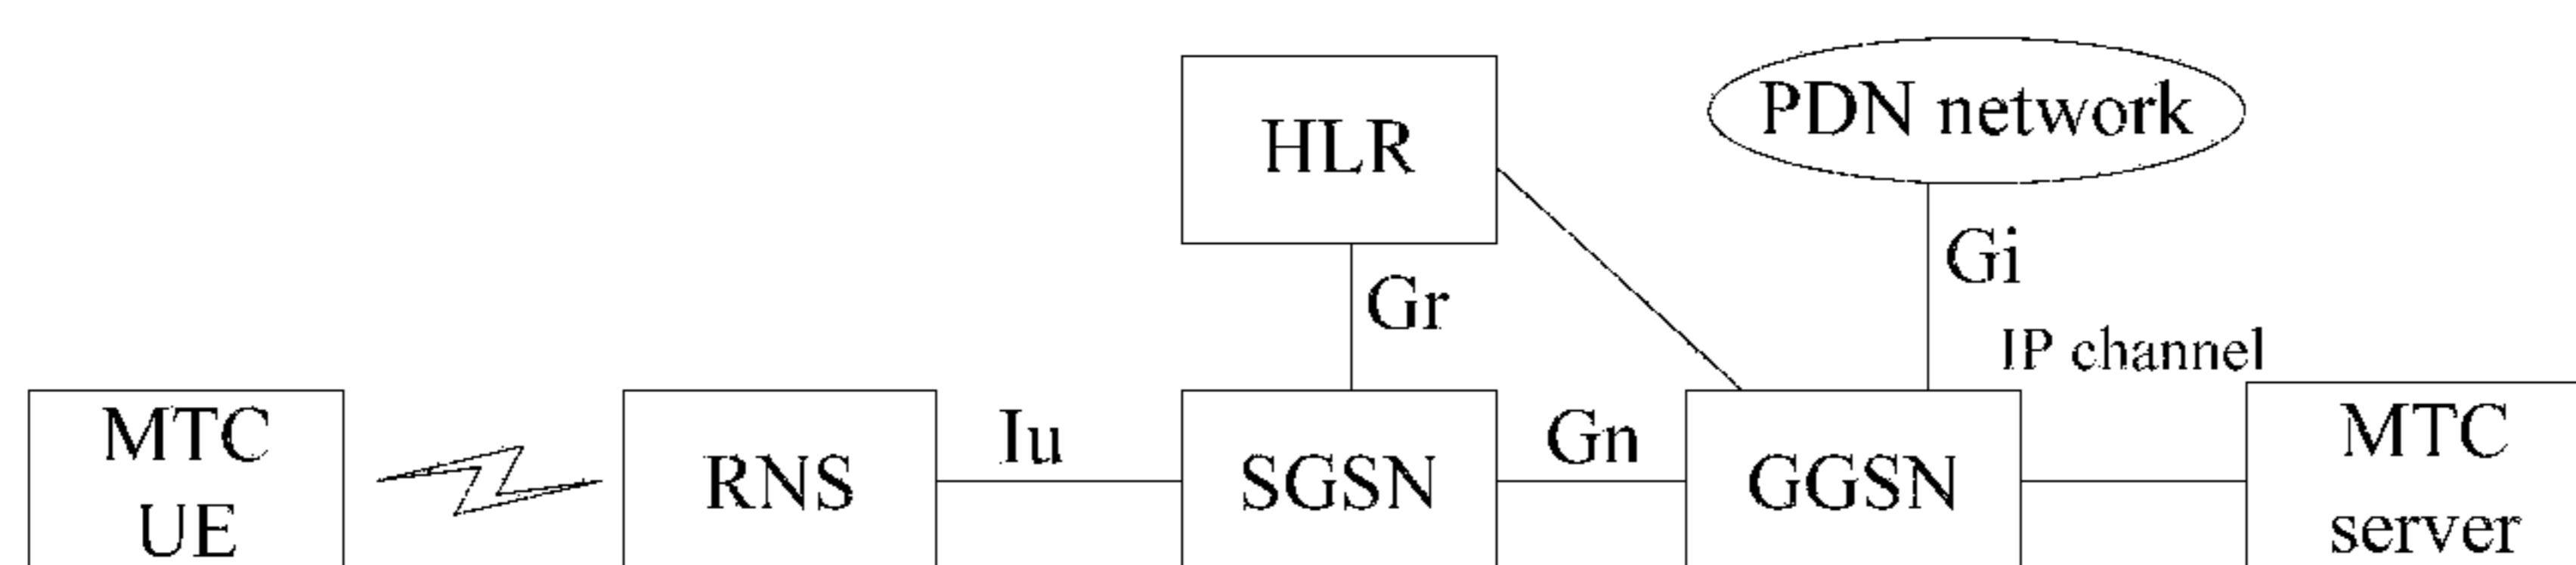 HLR
PDN network
Gr
Gi
IP channel
MTC
UE
RNS
Iu
SGSN
Gn
GGSN
MTC
server